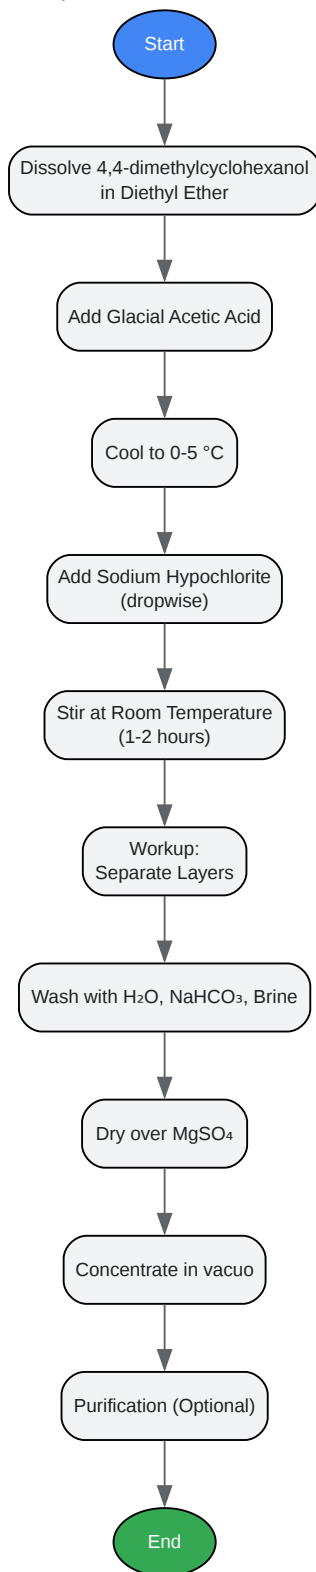 Start
Dissolve 4,4-dimethylcyclohexanol
in Diethyl Ether
Add Glacial Acetic Acid
Cool to 0-5 °C
Add Sodium Hypochlorite
(dropwise)
Stir at Room Temperature
(1-2 hours)
Workup:
Separate Layers
Wash with H₂O, NaHCO₃, Brine
Dry over MgSO₄
Concentrate in vacuo
Purification (Optional)
End